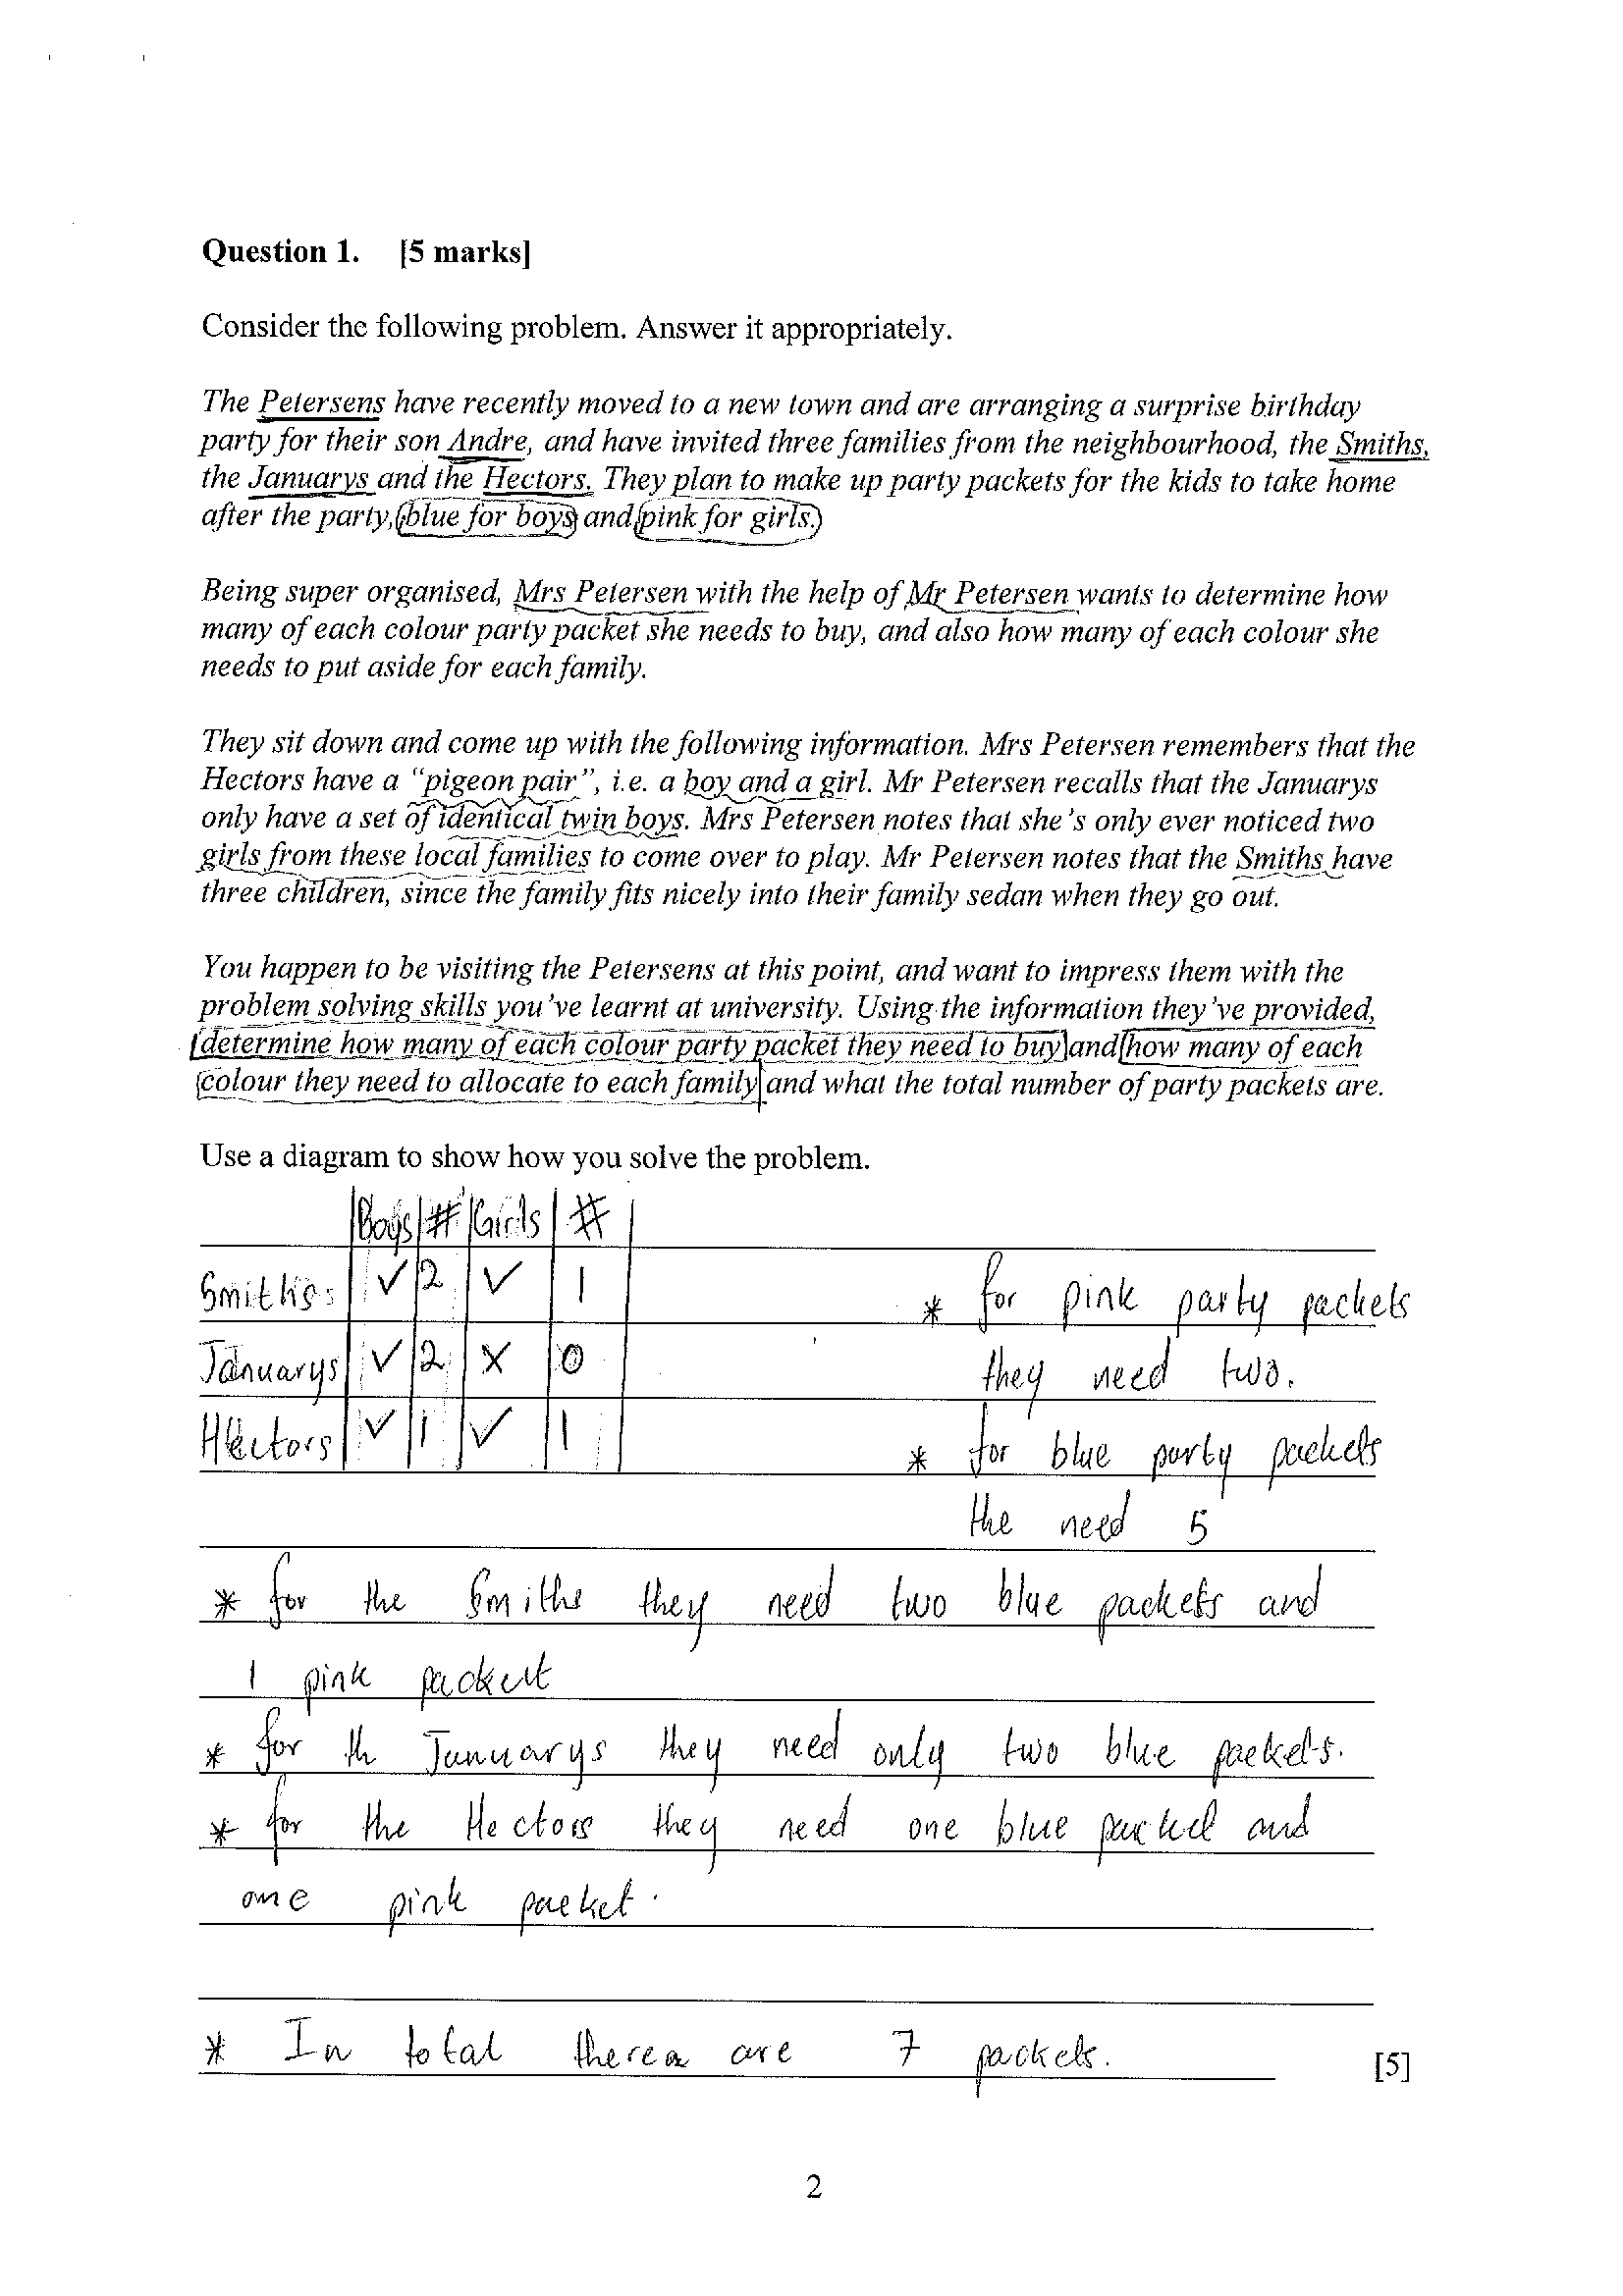 Question 1. [5 marks]
Consider the following problem. Answer it appropriately.
The Petersens have recently moved to a new town and are arranging a surprise birthday
party for their son Andre, and have invited three families from the neighbourhood, the Smiths,
the Januarys and the Hectors. They plan to make up party packets for the kids to take home
after the party, blue for boys and pink for girls.
Being super organised, Mrs Petersen with the help of Mr Petersen wants to determine how
many of each colour party packet she needs to buy, and also how many of each colour she
needs to put aside for each family.
They sit down and come up with the following information. Mrs Petersen remembers that the
Hectors have a "pigeon pair", i.e. a boy and a girl. Mr Petersen recalls that the Januarys
only have a set of identical twin boys. Mrs Petersen notes that she's only ever noticed two
girls from these local families to come over to play. Mr Petersen notes that the Smiths have
three children, since the family fits nicely into their family sedan when they go out.
You happen to be visiting the Petersens at this point, and want to impress them with the
problem solving skills you've learnt at university. Using the information they've provided,
determine how many of each colour party packet they need to buy and how many of each
colour they need to allocate to each family and what the total number of party packets are.
Use a diagram to show how you solve the problem.
Boys # Girls #
Smiths: ✓ 2 ✓ 1
Januarys ✓ 2 x 0
Hectors ✓ 1 ✓ 1
* for pink party packets
they need two.
* for blue party packets
the need 5
* for the Smiths they need two blue packets and
1 pink packet
* for th Januarys they need only two blue packets.
* for the Hectors they need one blue packet and
one pink packet.
* In total there are 7 packets.
[5]
2